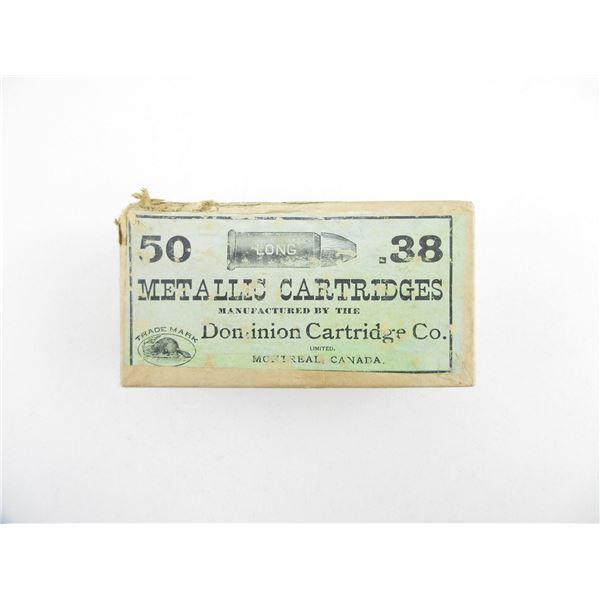 50 LONG .38
METALLIC CARTRIDGES
MANUFACTURED BY THE
Dominion Cartridge Co.
LIMITED.
MONTREAL, CANADA.
TRADE MARK